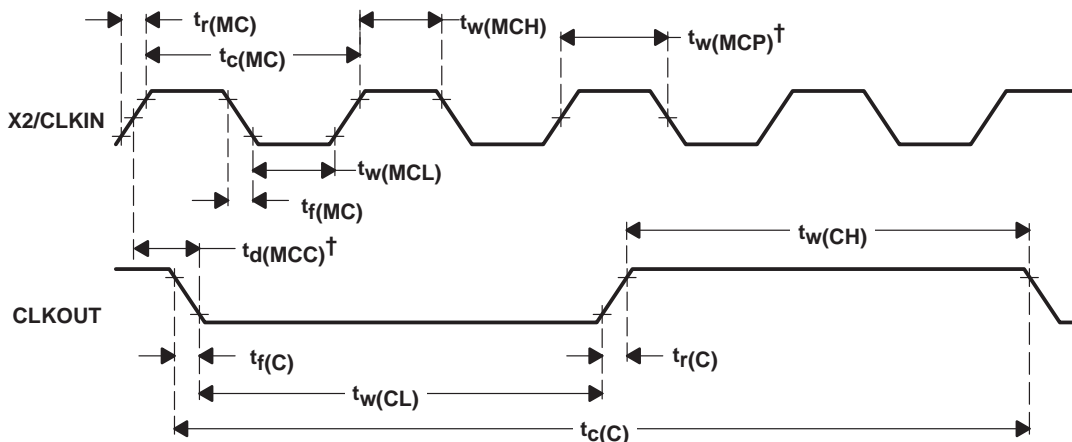 tr(MC)
tw(MCH)
tw(MCP)†
tc(MC)
X2/CLKIN
tw(MCL)
tf(MC)
td(MCC)†
tw(CH)
CLKOUT
tf(C)
tr(C)
tw(CL)
tc(C)